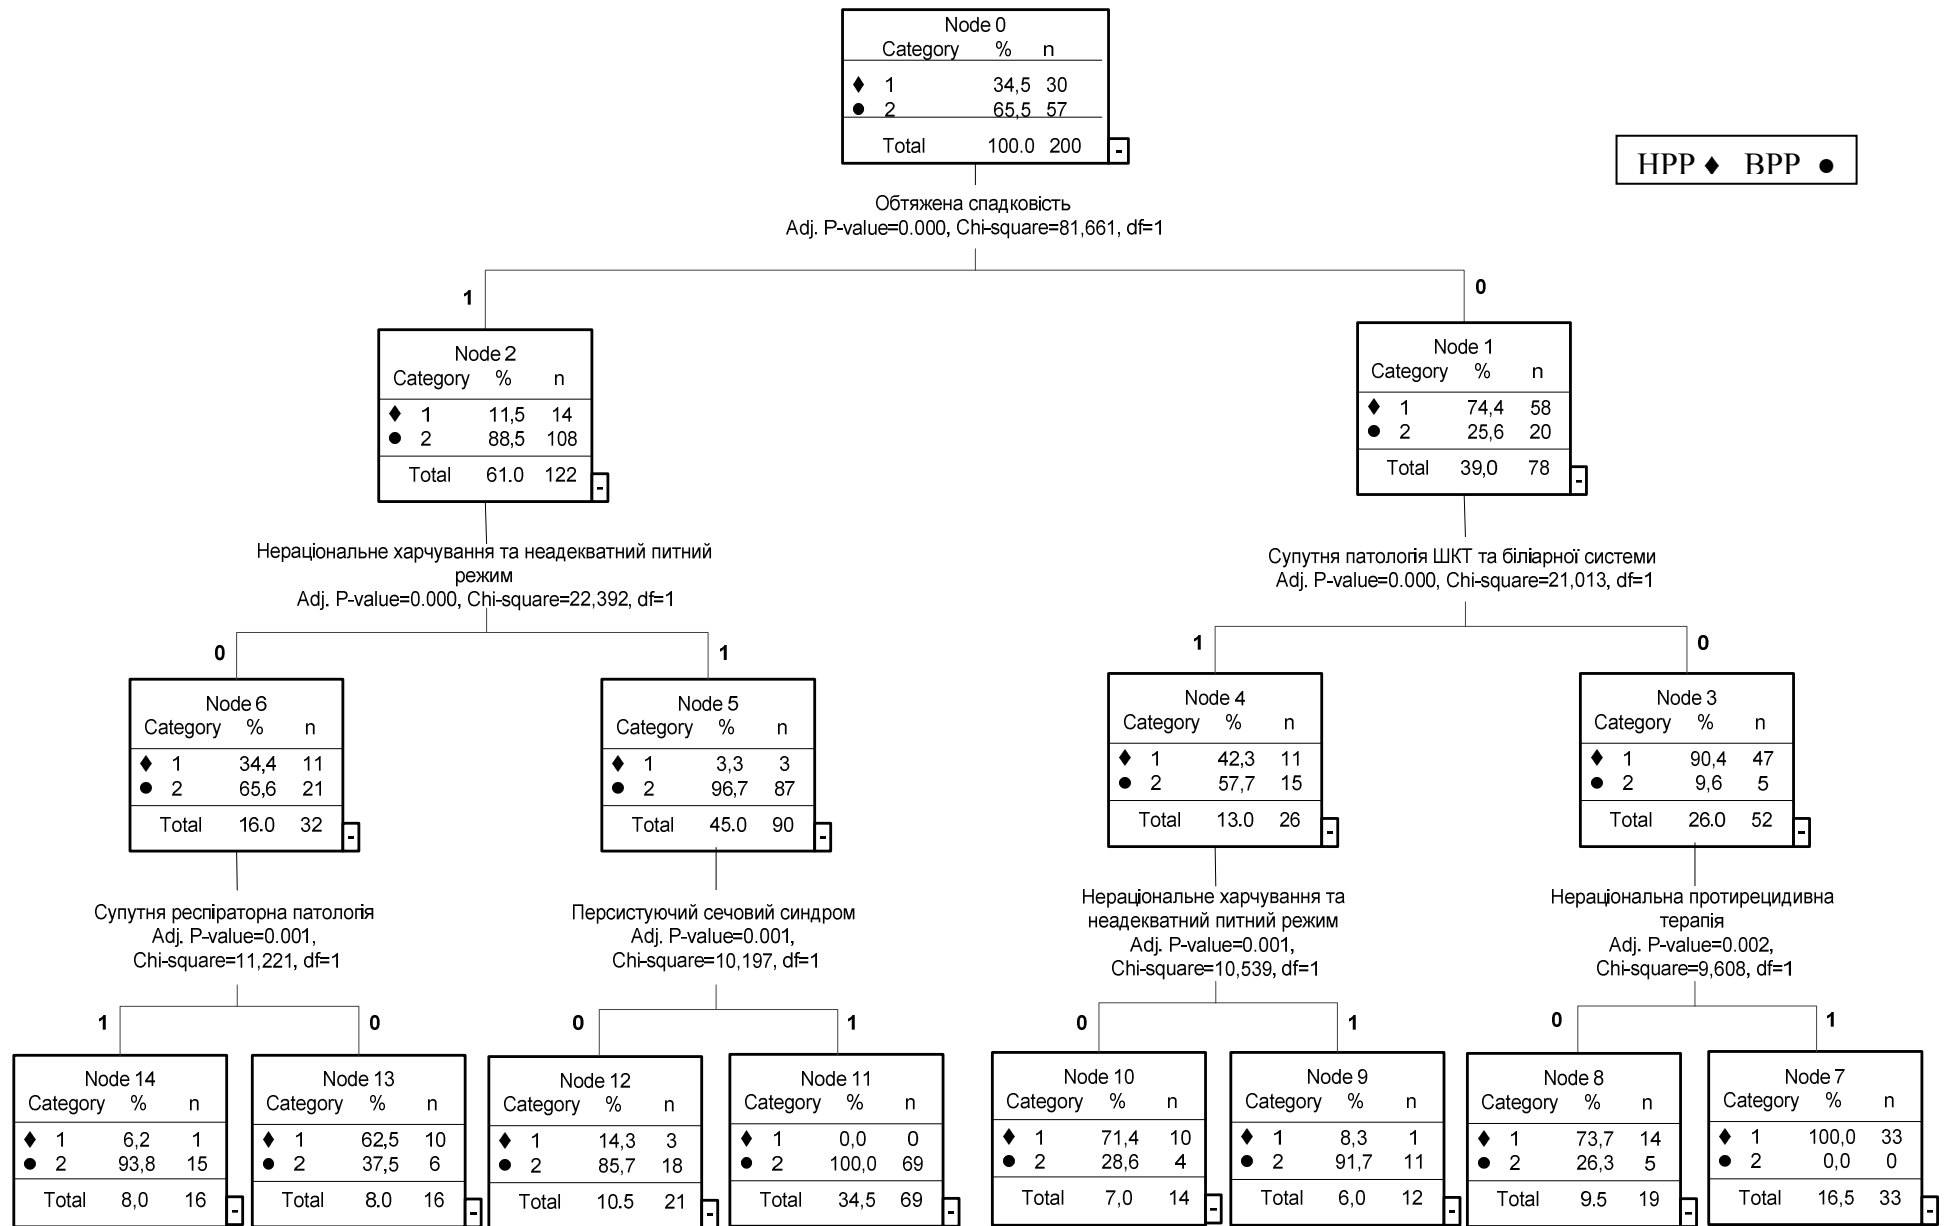 Node 0
Category % n
♦ 1 34,5 30
● 2 65,5 57
Total 100.0 200
-
НРР ♦ ВРР ●
Обтяжена спадковість
Adj. P-value=0.000, Chi-square=81,661, df=1
1
0
Node 2
Category % n
♦ 1 11,5 14
● 2 88,5 108
Total 61.0 122
-
Node 1
Category % n
♦ 1 74,4 58
● 2 25,6 20
Total 39,0 78
-
Нераціональне харчування та неадекватний питний
режим
Adj. P-value=0.000, Chi-square=22,392, df=1
Супутня патологія ШКТ та біліарної системи
Adj. P-value=0.000, Chi-square=21,013, df=1
0
1
1
0
Node 6
Category % n
♦ 1 34,4 11
● 2 65,6 21
Total 16.0 32
-
Node 5
Category % n
♦ 1 3,3 3
● 2 96,7 87
Total 45.0 90
-
Node 4
Category % n
♦ 1 42,3 11
● 2 57,7 15
Total 13.0 26
-
Node 3
Category % n
♦ 1 90,4 47
● 2 9,6 5
Total 26.0 52
-
Супутня респіраторна патологія
Adj. P-value=0.001,
Chi-square=11,221, df=1
Персистуючий сечовий синдром
Adj. P-value=0.001,
Chi-square=10,197, df=1
Нераціональне харчування та
неадекватний питний режим
Adj. P-value=0.001,
Chi-square=10,539, df=1
Нераціональна протирецидивна
терапія
Adj. P-value=0.002,
Chi-square=9,608, df=1
1
0
0
1
0
1
0
1
Node 14
Category % n
♦ 1 6,2 1
● 2 93,8 15
Total 8,0 16
-
Node 13
Category % n
♦ 1 62,5 10
● 2 37,5 6
Total 8.0 16
-
Node 12
Category % n
♦ 1 14,3 3
● 2 85,7 18
Total 10.5 21
-
Node 11
Category % n
♦ 1 0,0 0
● 2 100,0 69
Total 34,5 69
-
Node 10
Category % n
♦ 1 71,4 10
● 2 28,6 4
Total 7,0 14
-
Node 9
Category % n
♦ 1 8,3 1
● 2 91,7 11
Total 6,0 12
-
Node 8
Category % n
♦ 1 73,7 14
● 2 26,3 5
Total 9.5 19
-
Node 7
Category % n
♦ 1 100,0 33
● 2 0,0 0
Total 16,5 33
-